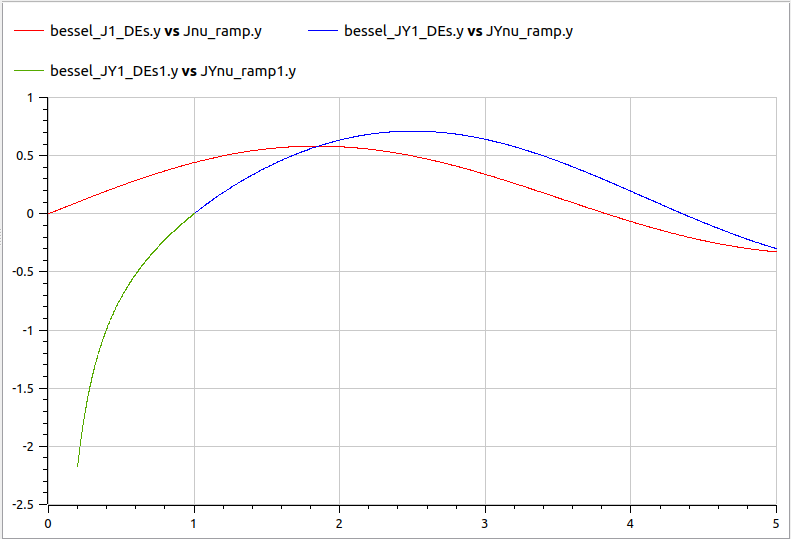 bessel_J1_DEs.y vs Jnu_ramp.y bessel_JY1_DEs.y vs JYnu_ramp.y
bessel_JY1_DEs1.y vs JYnu_ramp1.y
1
0.5
0
-0.5
-1
-1.5
-2
-2.5
0 1 2 3 4 5